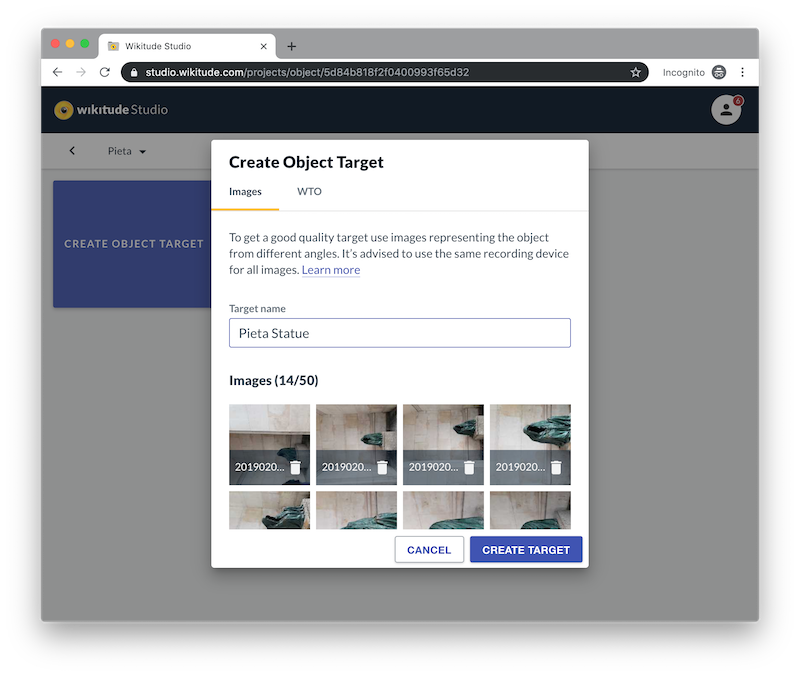 Wikitude Studio
studio.wikitude.com/projects/object/5d84b818f2f0400993f65d32
Incognito
wikitude Studio
6
Pieta
CREATE OBJECT TARGET
Create Object Target
Images WTO
To get a good quality target use images representing the object
from different angles. It's advised to use the same recording device
for all images. Learn more
Target name
Pieta Statue
Images (14/50)
2019020... 2019020... 2019020... 2019020...
CANCEL CREATE TARGET